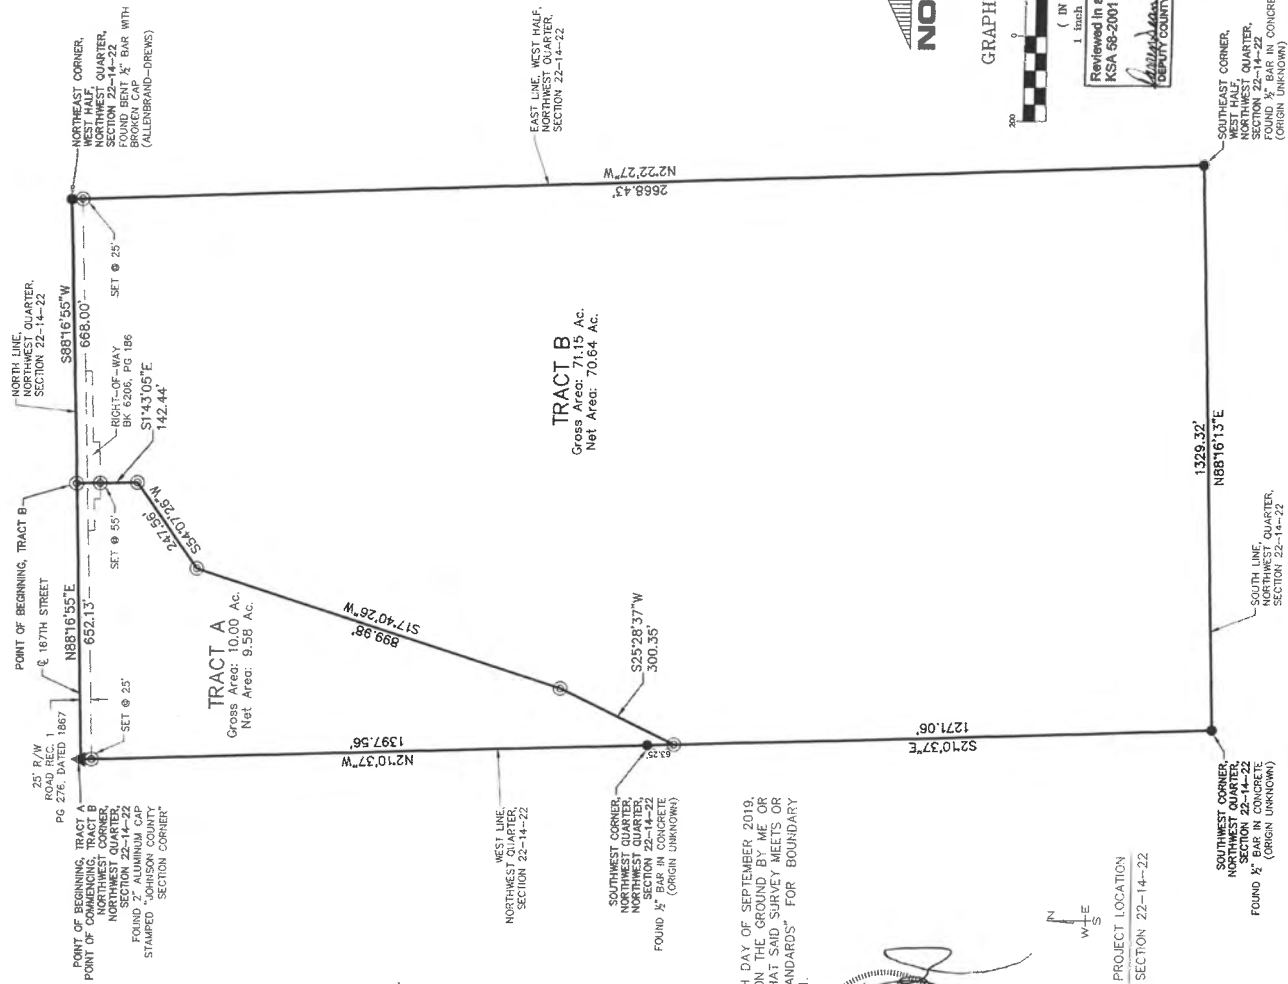 NORTH LINE,
NORTHWEST QUARTER,
SECTION 22-14-22
POINT OF BEGINNING, TRACT B
℄ 187TH STREET
25' R/W
ROAD REC. 1
PG 276, DATED 1867
N88°16'55"E
652.13'
S88°16'55"W
668.00'
SET @ 25'
SET @ 55'
SET @ 25'
RIGHT-OF-WAY
BK 6206, PG 186
S1°43'05"E
142.44'
NORTHEAST CORNER,
WEST HALF,
NORTHWEST QUARTER,
SECTION 22-14-22
FOUND BENT ½" BAR WITH
BROKEN CAP
(ALLENBRAND-DREWS)
POINT OF BEGINNING, TRACT A
POINT OF COMMENCING, TRACT B
NORTHWEST CORNER,
NORTHWEST QUARTER,
SECTION 22-14-22
FOUND 2" ALUMINUM CAP
STAMPED "JOHNSON COUNTY
SECTION CORNER"
TRACT A
Gross Area: 10.00 Ac.
Net Area: 9.58 Ac.
247.56'
S54°07'26"W
899.98'
S17°40'26"W
S25°28'37"W
300.35'
1397.56'
N2°10'37"W
WEST LINE,
NORTHWEST QUARTER,
SECTION 22-14-22
63.25'
SOUTHWEST CORNER,
NORTHWEST QUARTER,
NORTHWEST QUARTER,
SECTION 22-14-22
FOUND ½" BAR IN CONCRETE
(ORIGIN UNKNOWN)
TRACT B
Gross Area: 71.15 Ac.
Net Area: 70.64 Ac.
EAST LINE, WEST HALF,
NORTHWEST QUARTER,
SECTION 22-14-22
N2°22'27"W
2668.43'
1271.06'
S2°10'37"E
1329.32'
N88°16'13"E
SOUTH LINE,
NORTHWEST QUARTER,
SECTION 22-14-22
SOUTHWEST CORNER,
NORTHWEST QUARTER,
SECTION 22-14-22
FOUND ½" BAR IN CONCRETE
(ORIGIN UNKNOWN)
SOUTHEAST CORNER,
WEST HALF,
NORTHWEST QUARTER,
SECTION 22-14-22
FOUND ½" BAR IN CONCRE
(ORIGIN UNKNOWN)
H DAY OF SEPTEMBER 2019,
ON THE GROUND BY ME OR
HAT SAID SURVEY MEETS OR
ANDARDS" FOR BOUNDARY
N
W E
S
PROJECT LOCATION
SECTION 22-14-22
NO
GRAPH
200
0
( IN
1 inch
Reviewed in a
KSA 58-2001
DEPUTY COUNTY